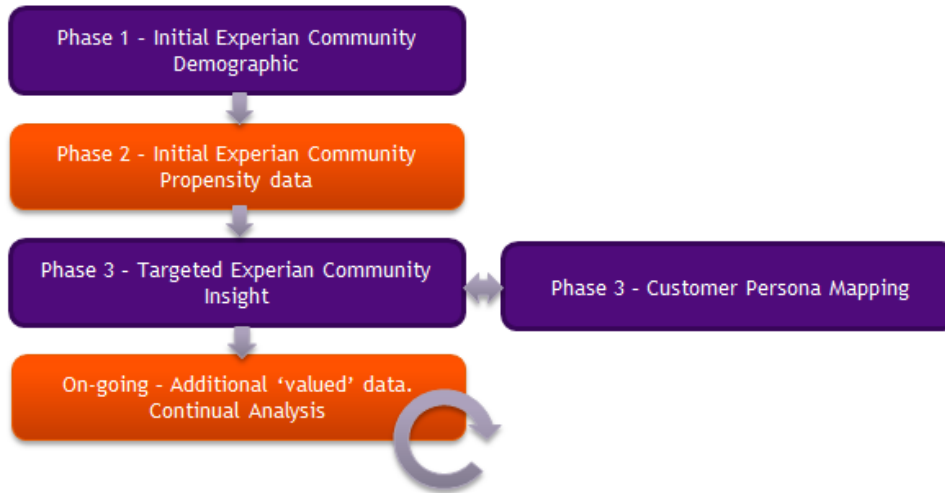 Phase 1 - Initial Experian Community
Demographic
Phase 2 - Initial Experian Community
Propensity data
Phase 3 - Targeted Experian Community
Insight
Phase 3 - Customer Persona Mapping
On-going - Additional ‘valued’ data.
Continual Analysis